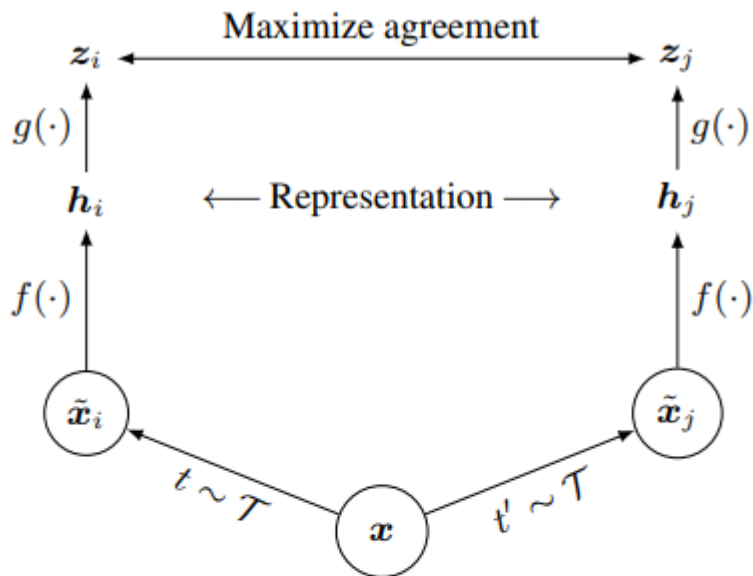 Maximize agreement
z_i z_j
g(·) g(·)
h_i ⟵ Representation ⟶ h_j
f(·) f(·)
x̃_i x̃_j
t ∼ 𝒯 t′ ∼ 𝒯
x